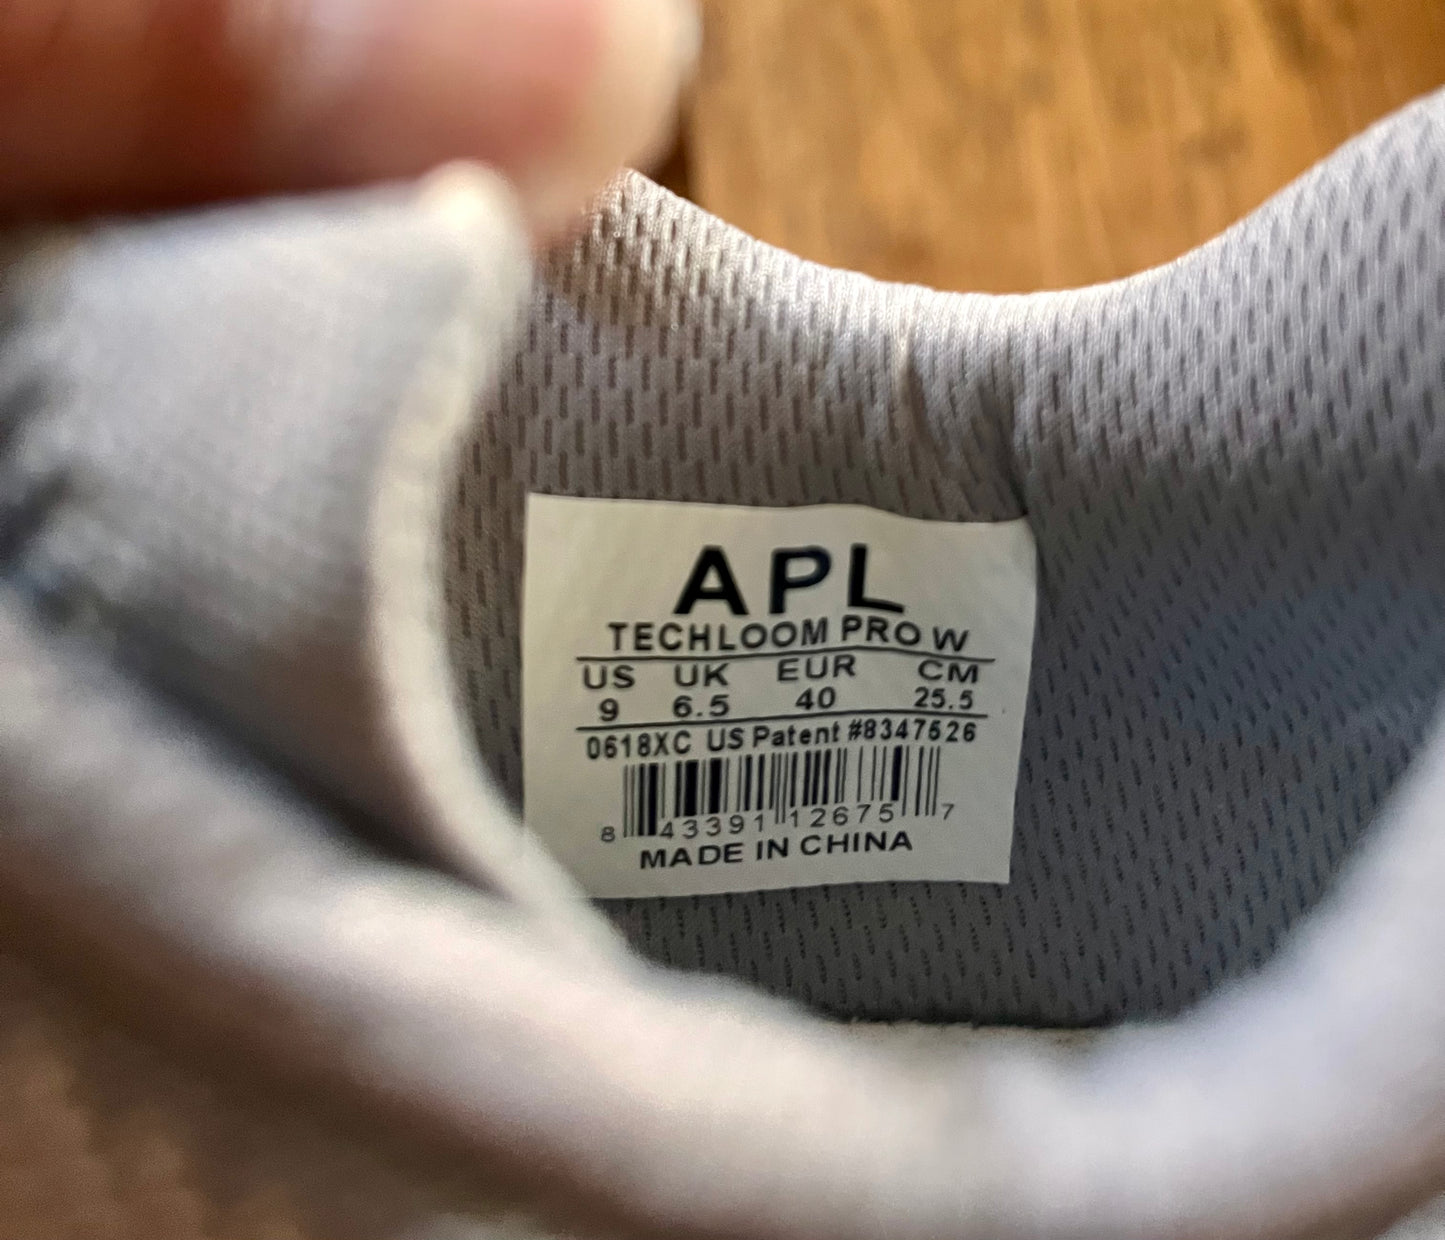 APL
TECHLOOM PRO W
US UK EUR CM
9 6.5 40 25.5
0618XC US Patent #8347526
8 43391 12675 7
MADE IN CHINA